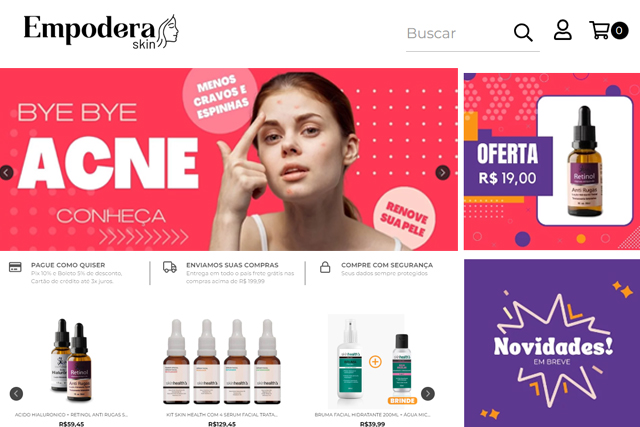 Empodera
skin
Buscar
0
BYE BYE
ACNE
CONHEÇA
MENOS
CRAVOS E
ESPINHAS
RENOVE
SUA PELE
OFERTA
R$ 19,00
Retinol
Anti Rugas
PAGUE COMO QUISER
Pix 10% e Boleto 5% de desconto.
Cartão de crédito até 3x juros.
ENVIAMOS SUAS COMPRAS
Entrega em todo o país frete grátis nas
compras acima de R$ 199,99
COMPRE COM SEGURANÇA
Seus dados sempre protegidos
Novidades!
EM BREVE
Retinol
Anti Rugas
BRINDE
ACIDO HIALURONICO + RETINOL ANTI RUGAS S...
R$59,45
KIT SKIN HEALTH COM 4 SERUM FACIAL TRATA...
R$129,45
BRUMA FACIAL HIDRATANTE 200ML + ÁGUA MIC...
R$39,99